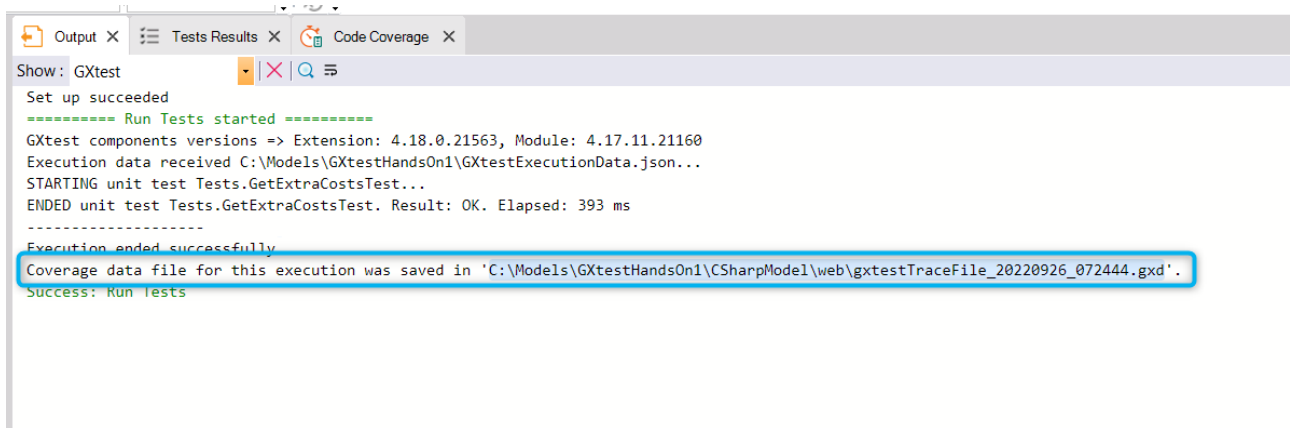 Output Tests Results Code Coverage
Show: GXtest
Set up succeeded
========== Run Tests started ==========
GXtest components versions => Extension: 4.18.0.21563, Module: 4.17.11.21160
Execution data received C:\Models\GXtestHandsOn1\GXtestExecutionData.json...
STARTING unit test Tests.GetExtraCostsTest...
ENDED unit test Tests.GetExtraCostsTest. Result: OK. Elapsed: 393 ms
--------------------
Execution ended successfully
Coverage data file for this execution was saved in 'C:\Models\GXtestHandsOn1\CSharpModel\web\gxtestTraceFile_20220926_072444.gxd'.
Success: Run Tests